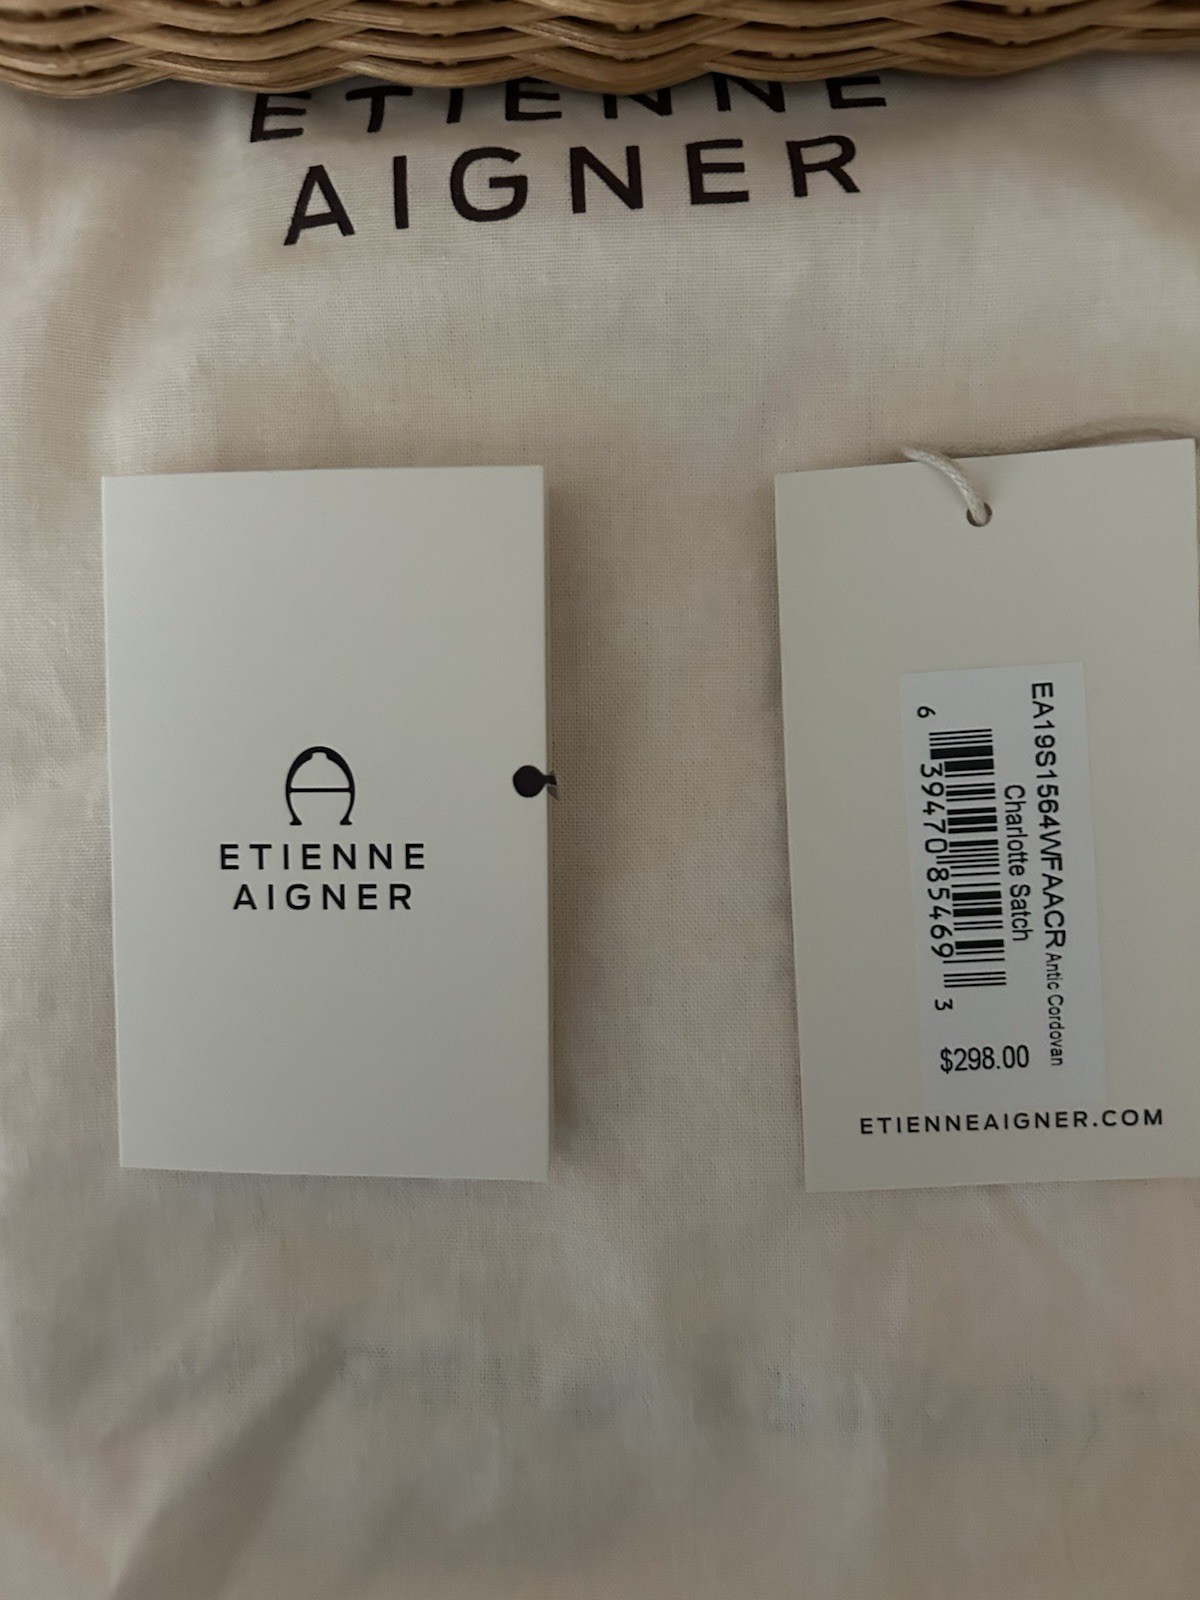 ETIENNE
AIGNER
ETIENNE
AIGNER
EA19S1564WFAACR Antic Cordovan
Charlotte Satch
6 39470 85469 3
$298.00
ETIENNEAIGNER.COM